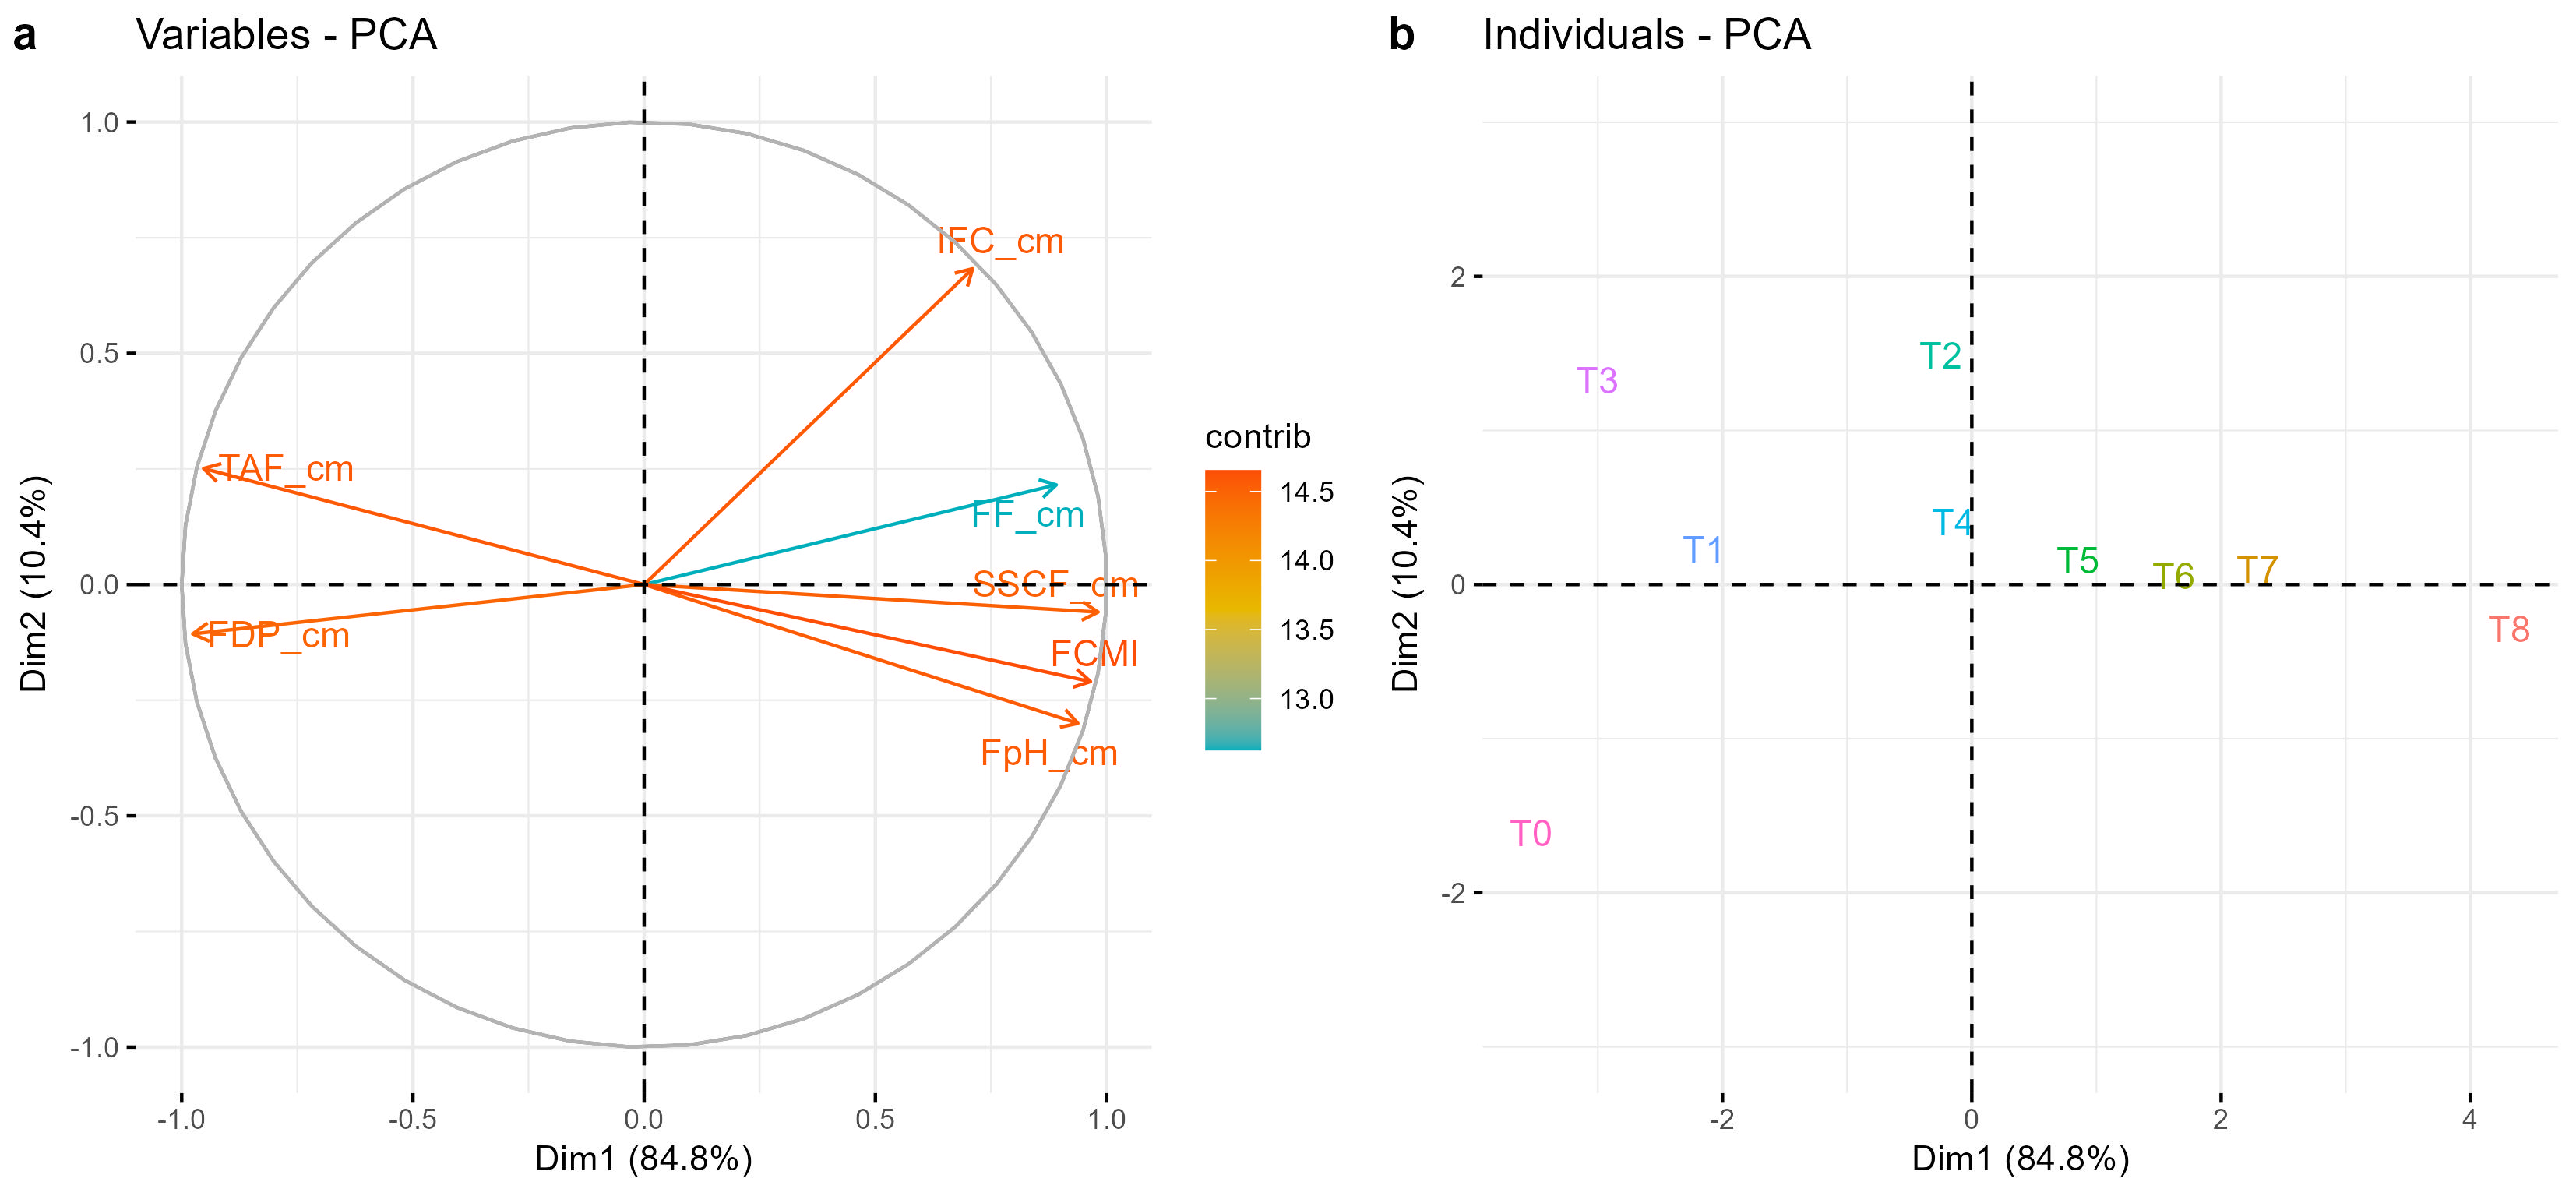 a Variables - PCA
1.0
0.5
0.0
-0.5
-1.0
Dim2 (10.4%)
IFC_cm
TAF_cm
FF_cm
SSCF_cm
FDP_cm
FCMI
FpH_cm
-1.0 -0.5 0.0 0.5 1.0
Dim1 (84.8%)
contrib
14.5
14.0
13.5
13.0
b Individuals - PCA
2
0
-2
Dim2 (10.4%)
T2
T3
T4
T1
T5
T6
T7
T8
T0
-2 0 2 4
Dim1 (84.8%)